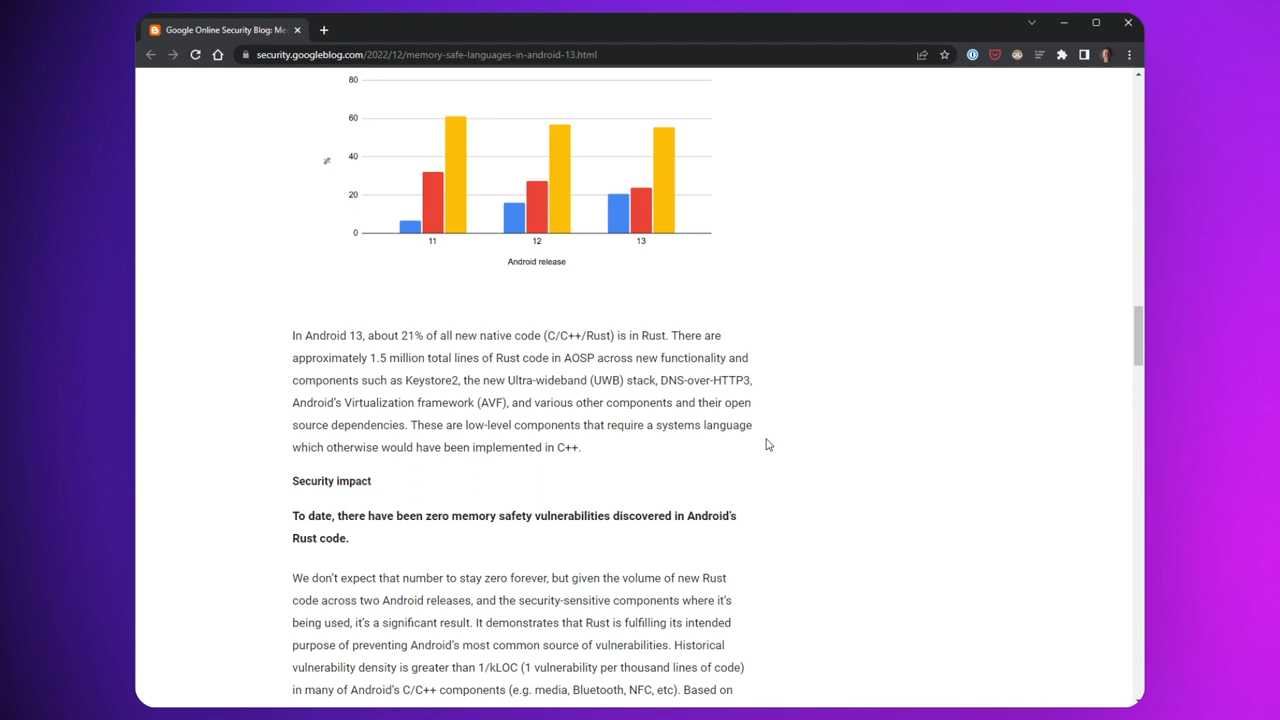 Google Online Security Blog: Me
security.googleblog.com/2022/12/memory-safe-languages-in-android-13.html
80
60
40
20
0
%
11 12 13
Android release
In Android 13, about 21% of all new native code (C/C++/Rust) is in Rust. There are
approximately 1.5 million total lines of Rust code in AOSP across new functionality and
components such as Keystore2, the new Ultra-wideband (UWB) stack, DNS-over-HTTP3,
Android's Virtualization framework (AVF), and various other components and their open
source dependencies. These are low-level components that require a systems language
which otherwise would have been implemented in C++.
Security impact
To date, there have been zero memory safety vulnerabilities discovered in Android's
Rust code.
We don't expect that number to stay zero forever, but given the volume of new Rust
code across two Android releases, and the security-sensitive components where it's
being used, it's a significant result. It demonstrates that Rust is fulfilling its intended
purpose of preventing Android's most common source of vulnerabilities. Historical
vulnerability density is greater than 1/kLOC (1 vulnerability per thousand lines of code)
in many of Android's C/C++ components (e.g. media, Bluetooth, NFC, etc). Based on